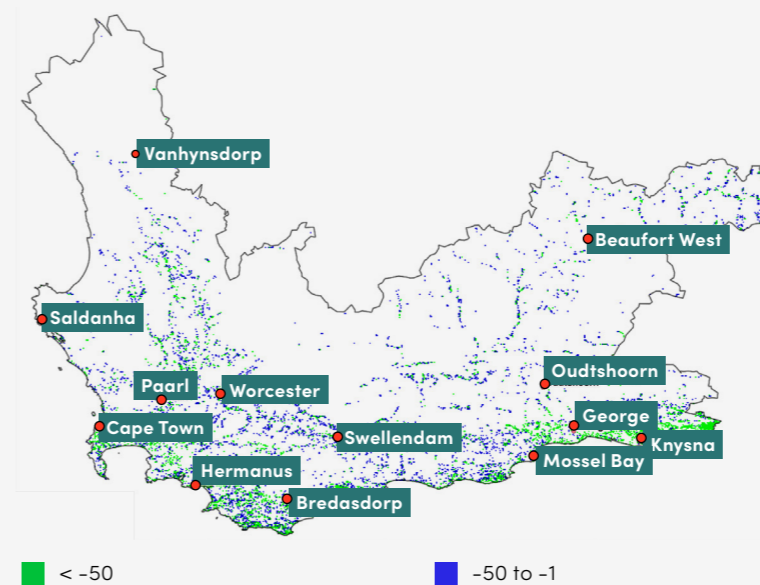 Vanhynsdorp
Beaufort West
Saldanha
Oudtshoorn
Paarl
Worcester
George
Cape Town
Swellendam
Knysna
Mossel Bay
Hermanus
Bredasdorp
< -50
-50 to -1